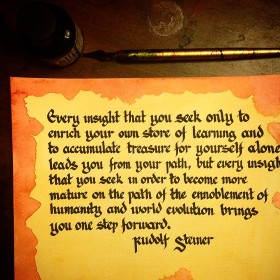 Every insight that you seek only to
enrich your own store of learning and
to accumulate treasure for yourself alone
leads you from your path, but every insigh
that you seek in order to become more
mature on the path of the ennoblement of
humanity and world evolution brings
you one step forward.
Rudolf Steiner